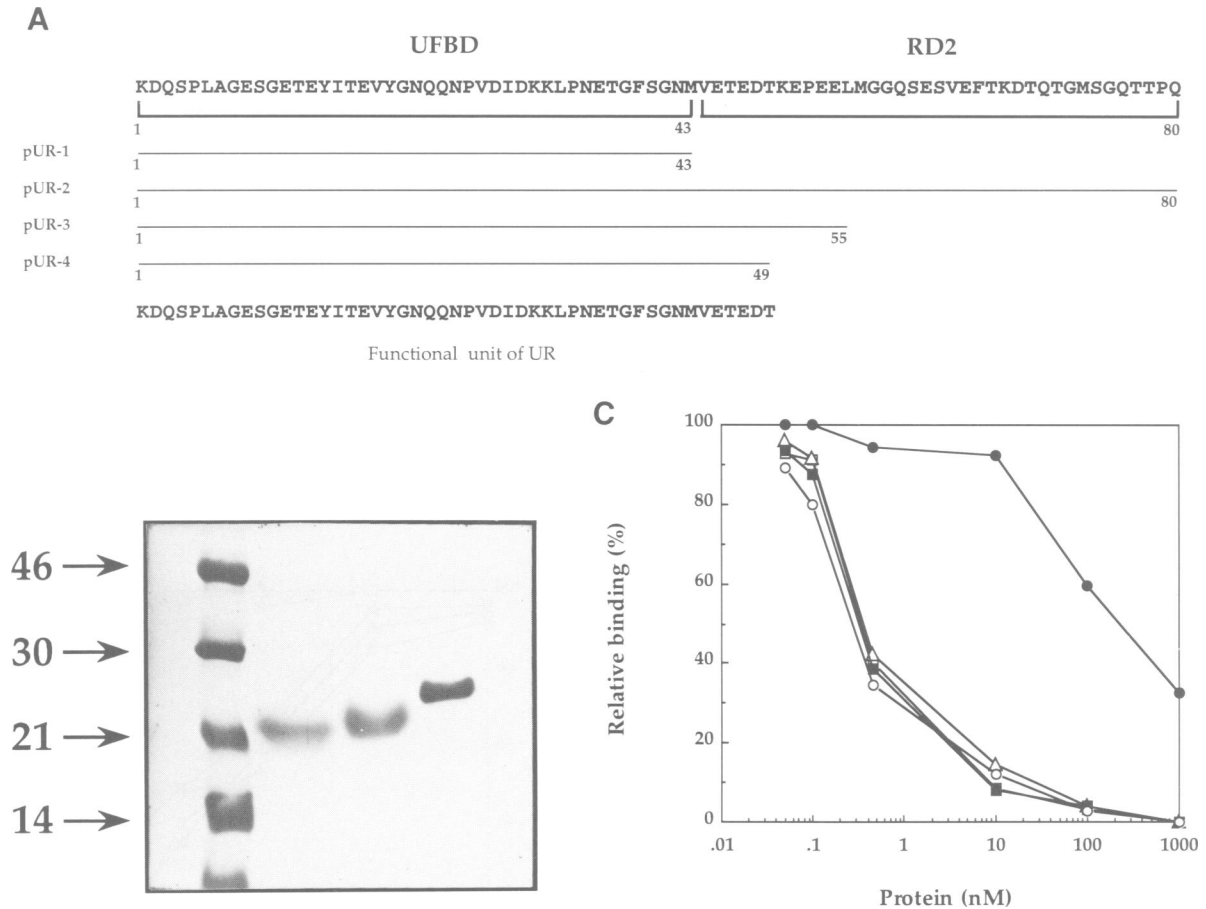 A
UFBD RD2
KDQSPLAGESGETEYITEVYGNQQNPVDIDKKLPNETGFSGNMVETEDTKEPEELMGGQSESVEFTKDTQTGMSGQTTPQ
1 43 80
pUR-1
1 43
pUR-2
1 80
pUR-3
1 55
pUR-4
1 49
KDQSPLAGESGETEYITEVYGNQQNPVDIDKKLPNETGFSGNMVETEDT
Functional unit of UR
46
30
21
14
C
Relative binding (%)
100
80
60
40
20
0
.01 .1 1 10 100 1000
Protein (nM)